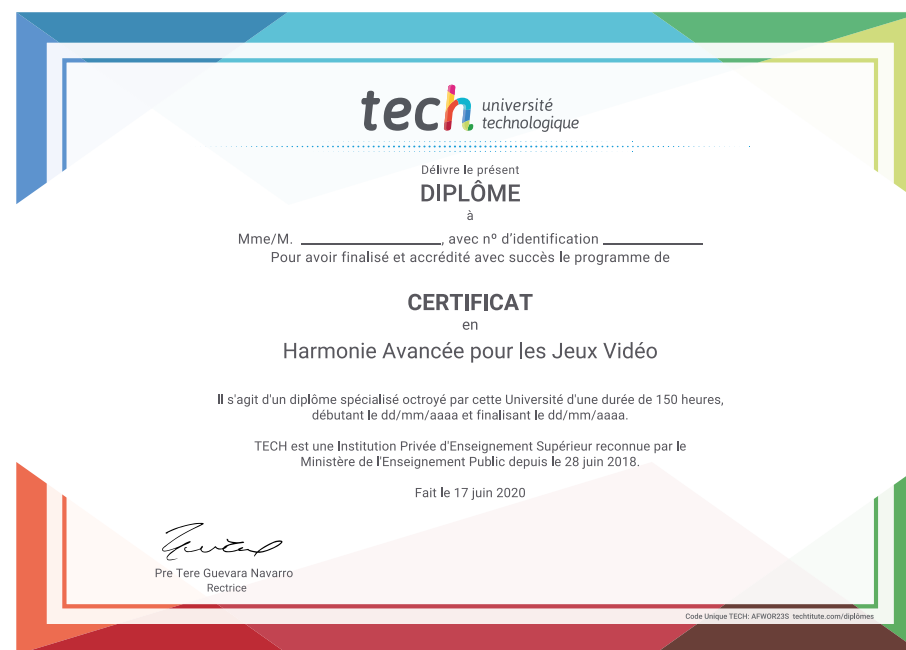 tech université
technologique
Délivre le présent
DIPLÔME
à
Mme/M. ____________________, avec nº d'identification ______________
Pour avoir finalisé et accrédité avec succès le programme de
CERTIFICAT
en
Harmonie Avancée pour les Jeux Vidéo
Il s'agit d'un diplôme spécialisé octroyé par cette Université d'une durée de 150 heures,
débutant le dd/mm/aaaa et finalisant le dd/mm/aaaa.
TECH est une Institution Privée d'Enseignement Supérieur reconnue par le
Ministère de l'Enseignement Public depuis le 28 juin 2018.
Fait le 17 juin 2020
Pre Tere Guevara Navarro
Rectrice
Code Unique TECH: AFWOR23S techtitute.com/diplômes